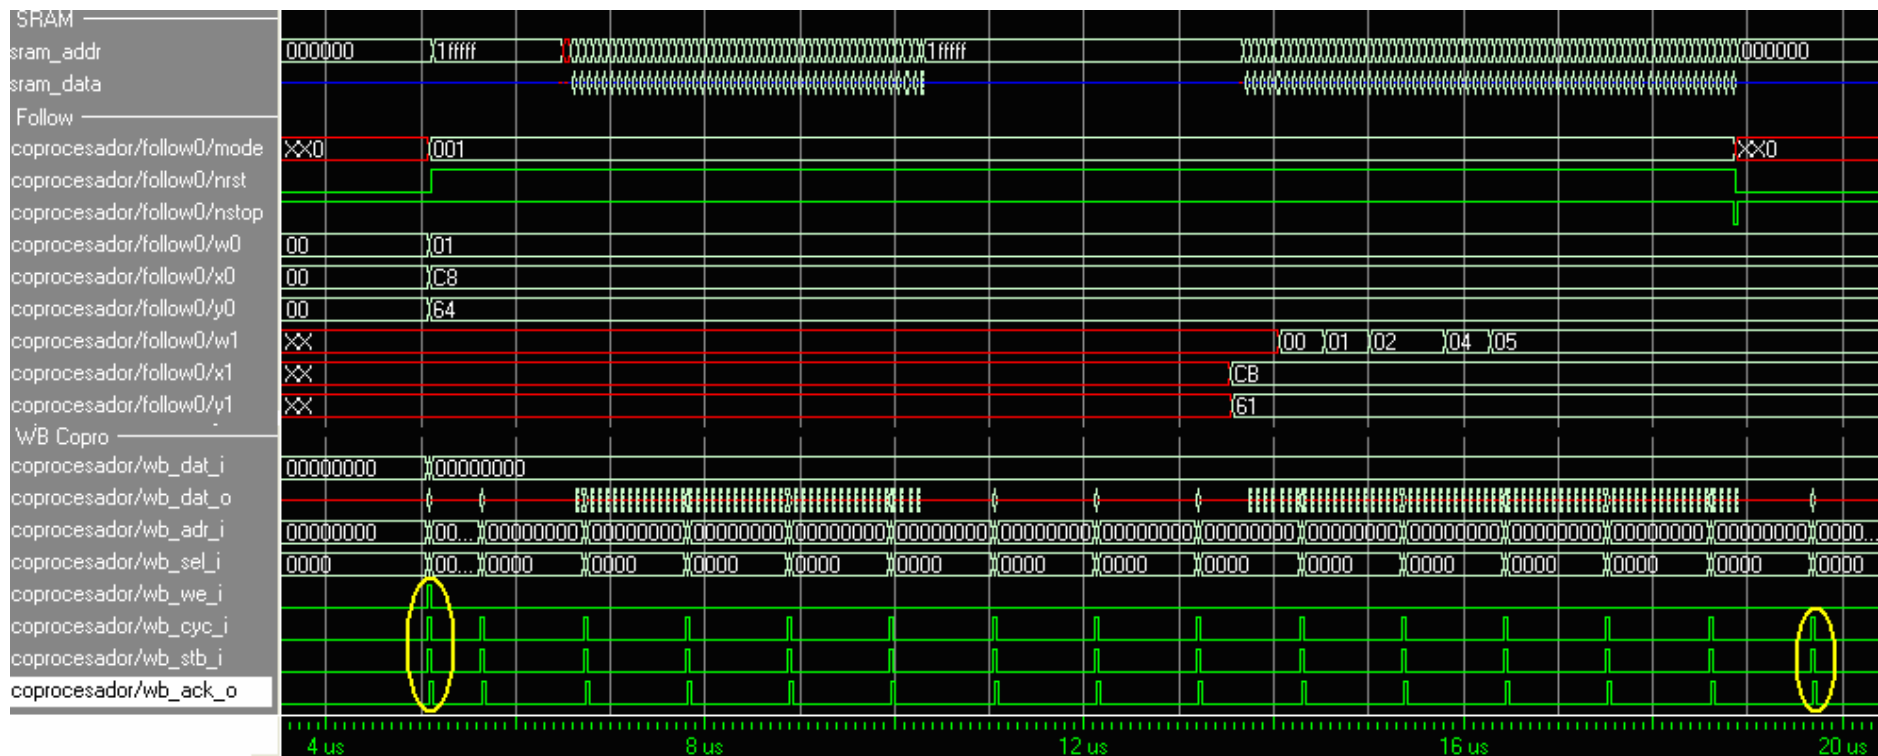 SRAM
sram_addr 000000 1fffff 1fffff 000000
sram_data
Follow
coprocesador/follow0/mode XX0 001 XX0
coprocesador/follow0/nrst
coprocesador/follow0/nstop
coprocesador/follow0/w0 00 01
coprocesador/follow0/x0 00 C8
coprocesador/follow0/y0 00 64
coprocesador/follow0/w1 XX 00 01 02 04 05
coprocesador/follow0/x1 XX CB
coprocesador/follow0/y1 XX 61
WB Copro
coprocesador/wb_dat_i 00000000 00000000
coprocesador/wb_dat_o
coprocesador/wb_adr_i 00000000 00... 00000000 00000000 00000000 00000000 00000000 00000000 00000000 00000000 00000000 00000000 00000000 00000000 0000...
coprocesador/wb_sel_i 0000 00... 0000 0000 0000 0000 0000 0000 0000 0000 0000 0000 0000 0000 0000
coprocesador/wb_we_i
coprocesador/wb_cyc_i
coprocesador/wb_stb_i
coprocesador/wb_ack_o
4 us 8 us 12 us 16 us 20 us